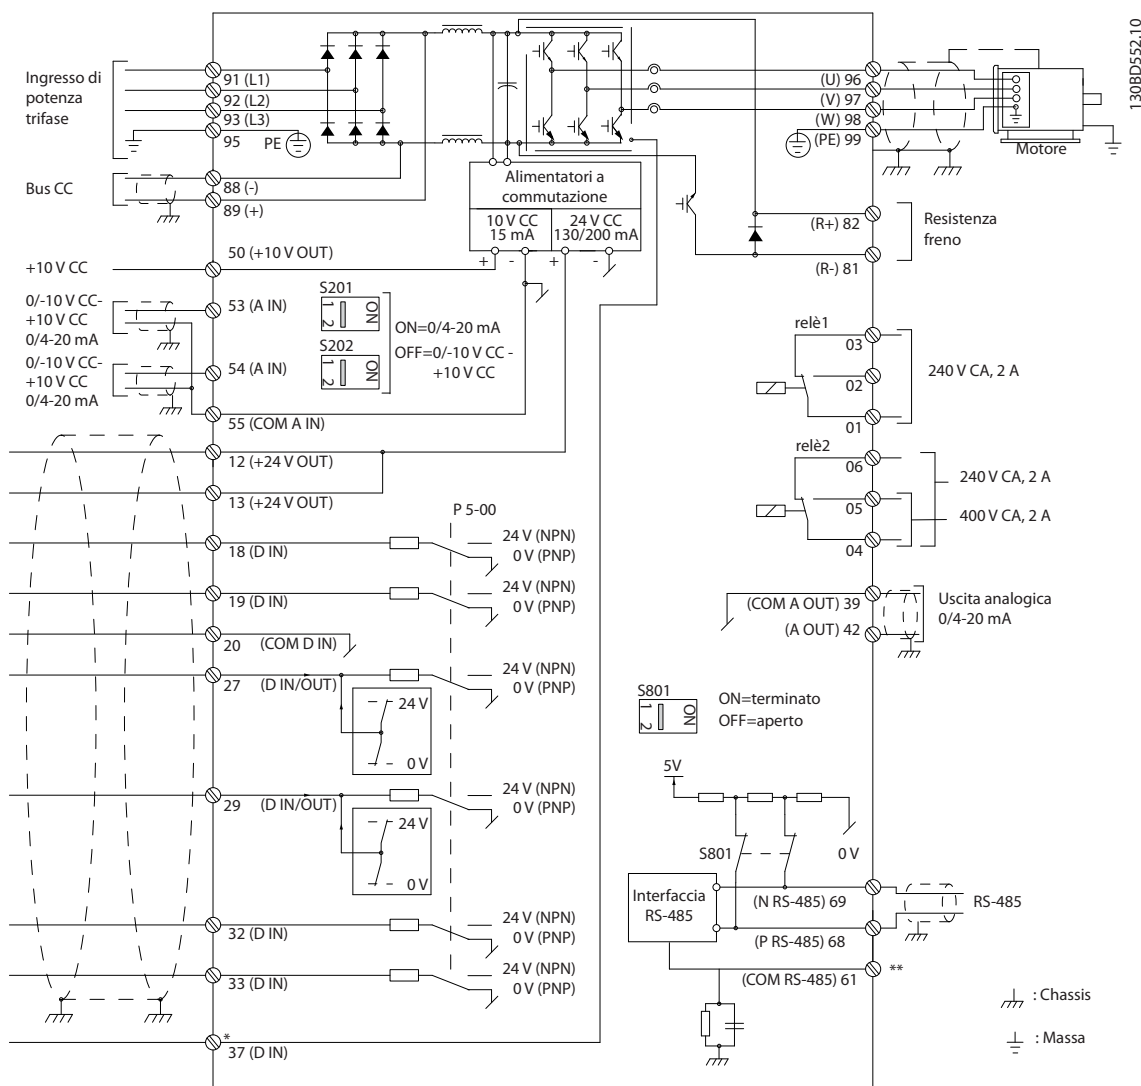 130BD552.10
Ingresso di
potenza
trifase
91 (L1)
92 (L2)
93 (L3)
95
PE
Bus CC
88 (-)
89 (+)
50 (+10 V OUT)
+10 V CC
0/-10 V CC-
+10 V CC
0/4-20 mA
53 (A IN)
0/-10 V CC-
+10 V CC
0/4-20 mA
54 (A IN)
55 (COM A IN)
12 (+24 V OUT)
13 (+24 V OUT)
18 (D IN)
19 (D IN)
20 (COM D IN)
27 (D IN/OUT)
24 V
0 V
29 (D IN/OUT)
24 V
0 V
32 (D IN)
33 (D IN)
*
37 (D IN)
Alimentatori a
commutazione
10 V CC
15 mA
24 V CC
130/200 mA
+ - + -
S201
1 2 ON
S202
1 2 ON
ON=0/4-20 mA
OFF=0/-10 V CC -
+10 V CC
P 5-00
24 V (NPN)
0 V (PNP)
24 V (NPN)
0 V (PNP)
24 V (NPN)
0 V (PNP)
24 V (NPN)
0 V (PNP)
24 V (NPN)
0 V (PNP)
24 V (NPN)
0 V (PNP)
(U) 96
(V) 97
(W) 98
(PE) 99
Motore
(R+) 82
(R-) 81
Resistenza
freno
relè1
03
02
01
240 V CA, 2 A
relè2
06
05
04
240 V CA, 2 A
400 V CA, 2 A
(COM A OUT) 39
(A OUT) 42
Uscita analogica
0/4-20 mA
S801
1 2 ON
ON=terminato
OFF=aperto
5V
S801
0 V
Interfaccia
RS-485
(N RS-485) 69
(P RS-485) 68
(COM RS-485) 61
RS-485
**
: Chassis
: Massa